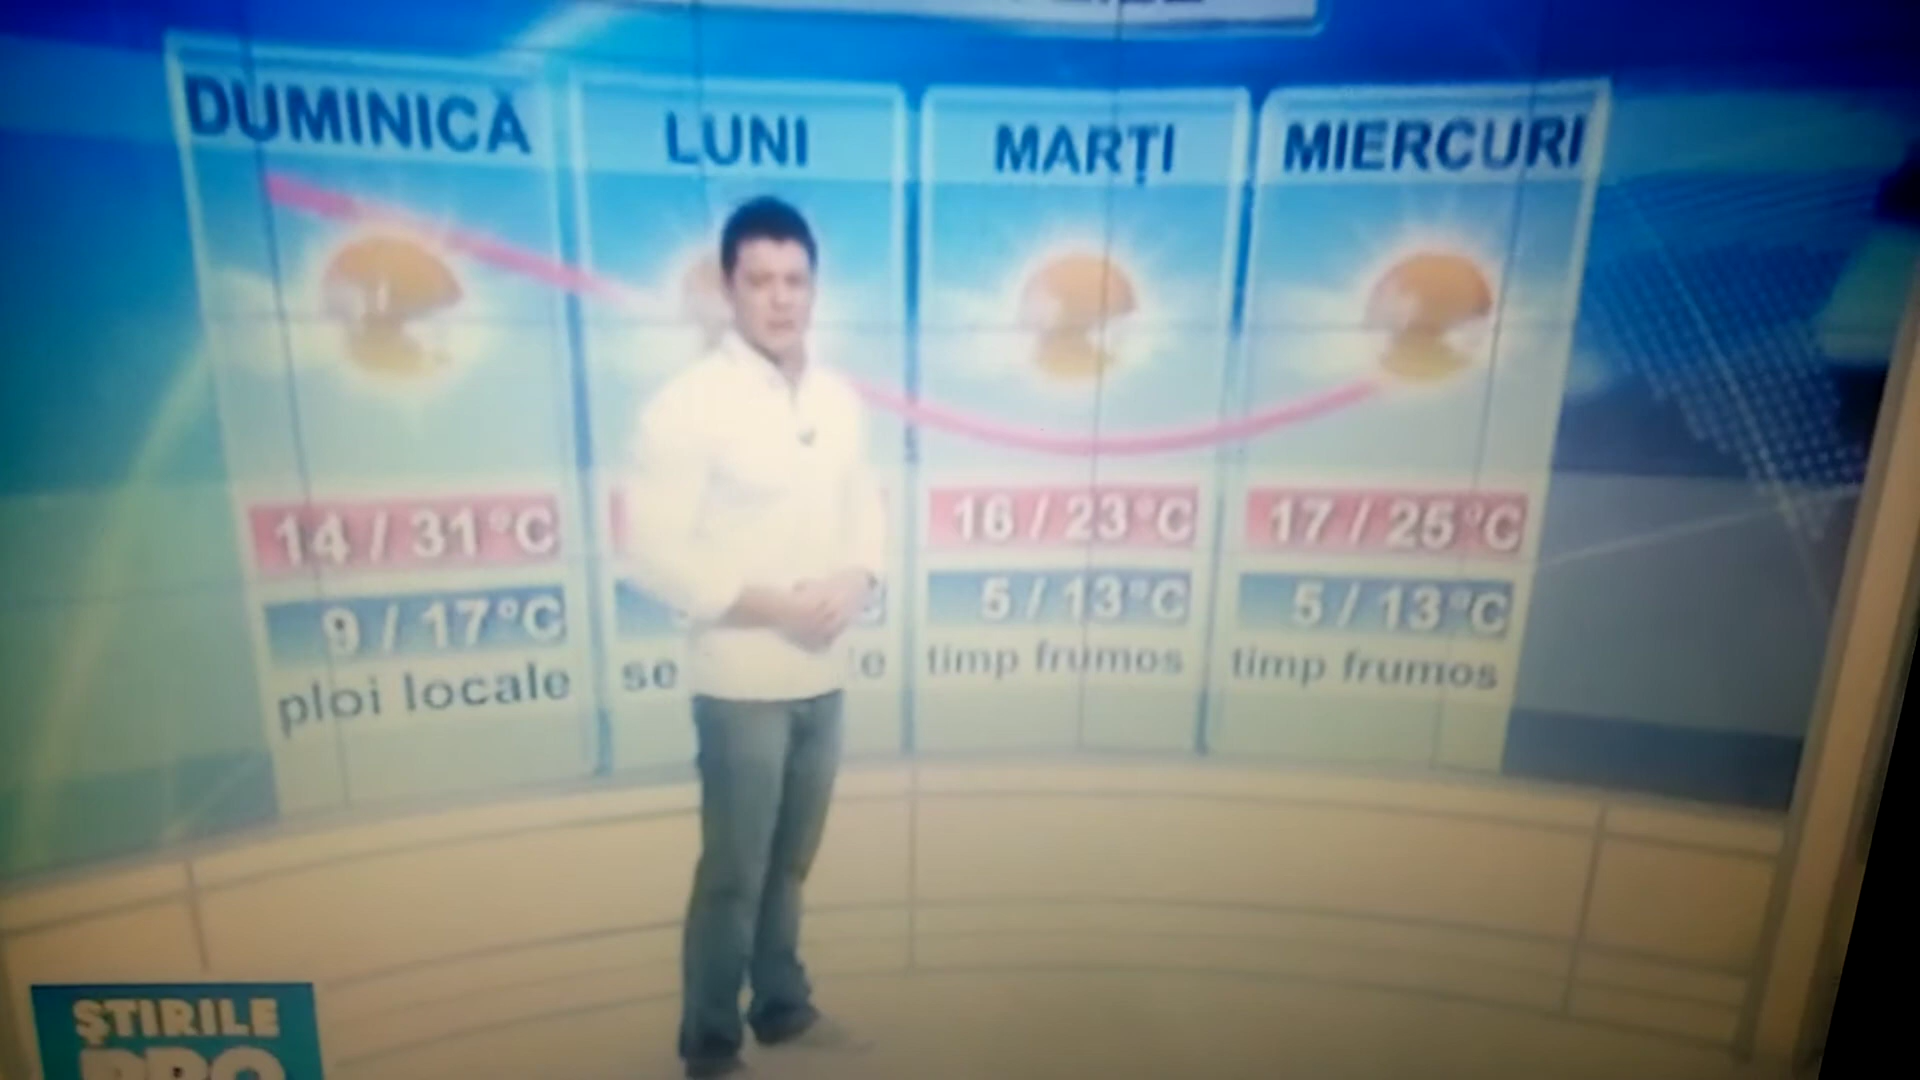 DUMINICĂ
14 / 31°C
9 / 17°C
ploi locale
LUNI
MARȚI
16 / 23°C
5 / 13°C
timp frumos
MIERCURI
17 / 25°C
5 / 13°C
timp frumos
ȘTIRILE
PRO